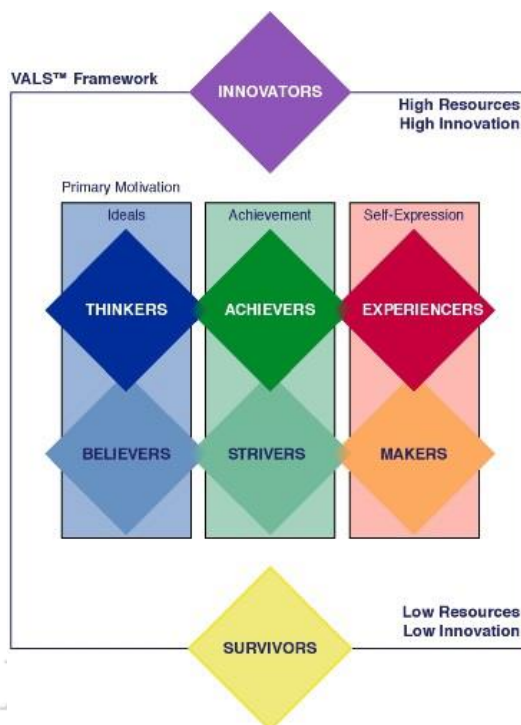 VALS™ Framework
INNOVATORS
High Resources
High Innovation
Primary Motivation
Ideals
Achievement
Self-Expression
THINKERS
ACHIEVERS
EXPERIENCERS
BELIEVERS
STRIVERS
MAKERS
Low Resources
Low Innovation
SURVIVORS